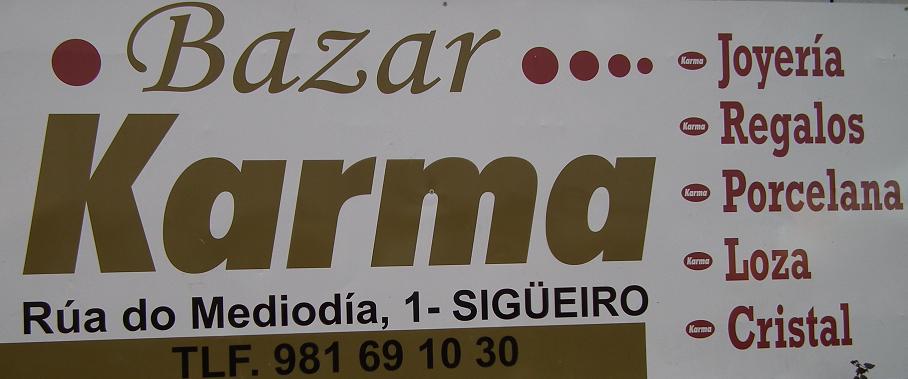 Bazar
Karma
Rúa do Mediodía, 1- SIGÜEIRO
TLF. 981 69 10 30
Karma Joyería
Karma Regalos
Karma Porcelana
Karma Loza
Karma Cristal